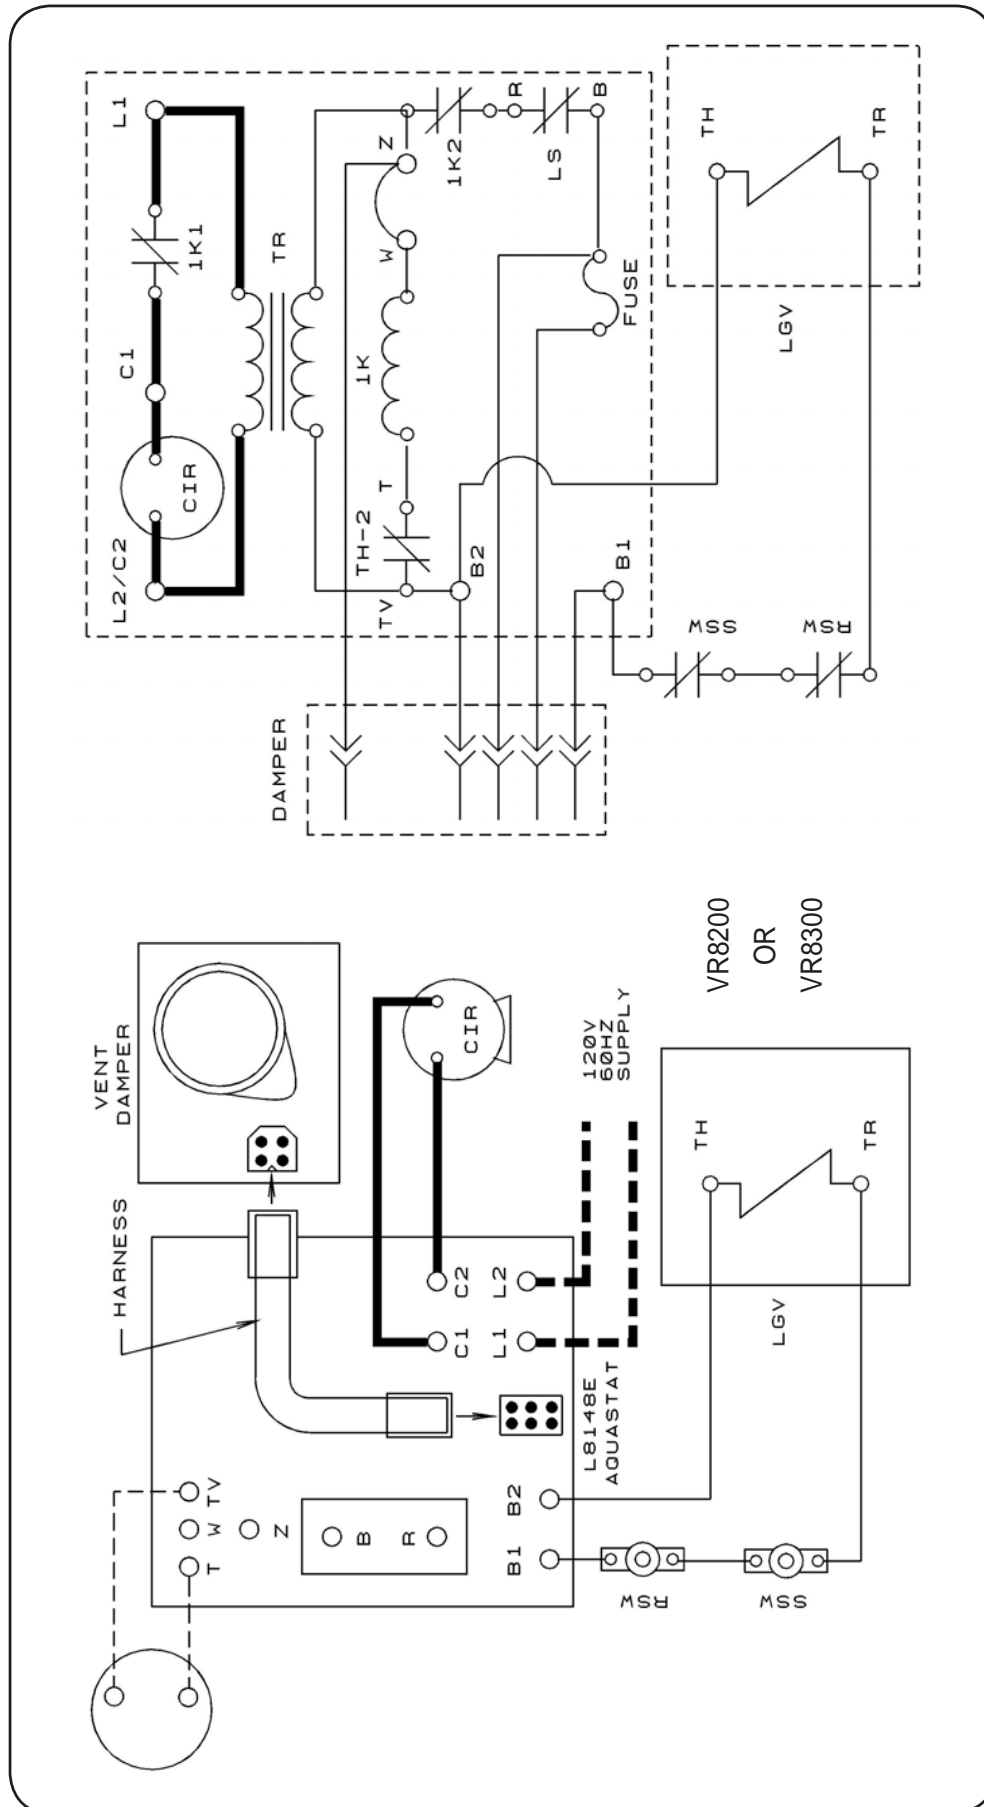 L1
1K1
C1
CIR
L2/C2
TR
Z
W
1K
T
TH-2
TV
B2
1K2
R
LS
B
FUSE
B1
TH
TR
LGV
SSW
RSW
DAMPER
VENT
DAMPER
HARNESS
CIR
120V
60HZ
SUPPLY
C2
L2
C1
L1
L8148E
AQUASTAT
TV
W
T
Z
B
R
B2
B1
RSW
SSW
TH
TR
LGV
VR8200
OR
VR8300